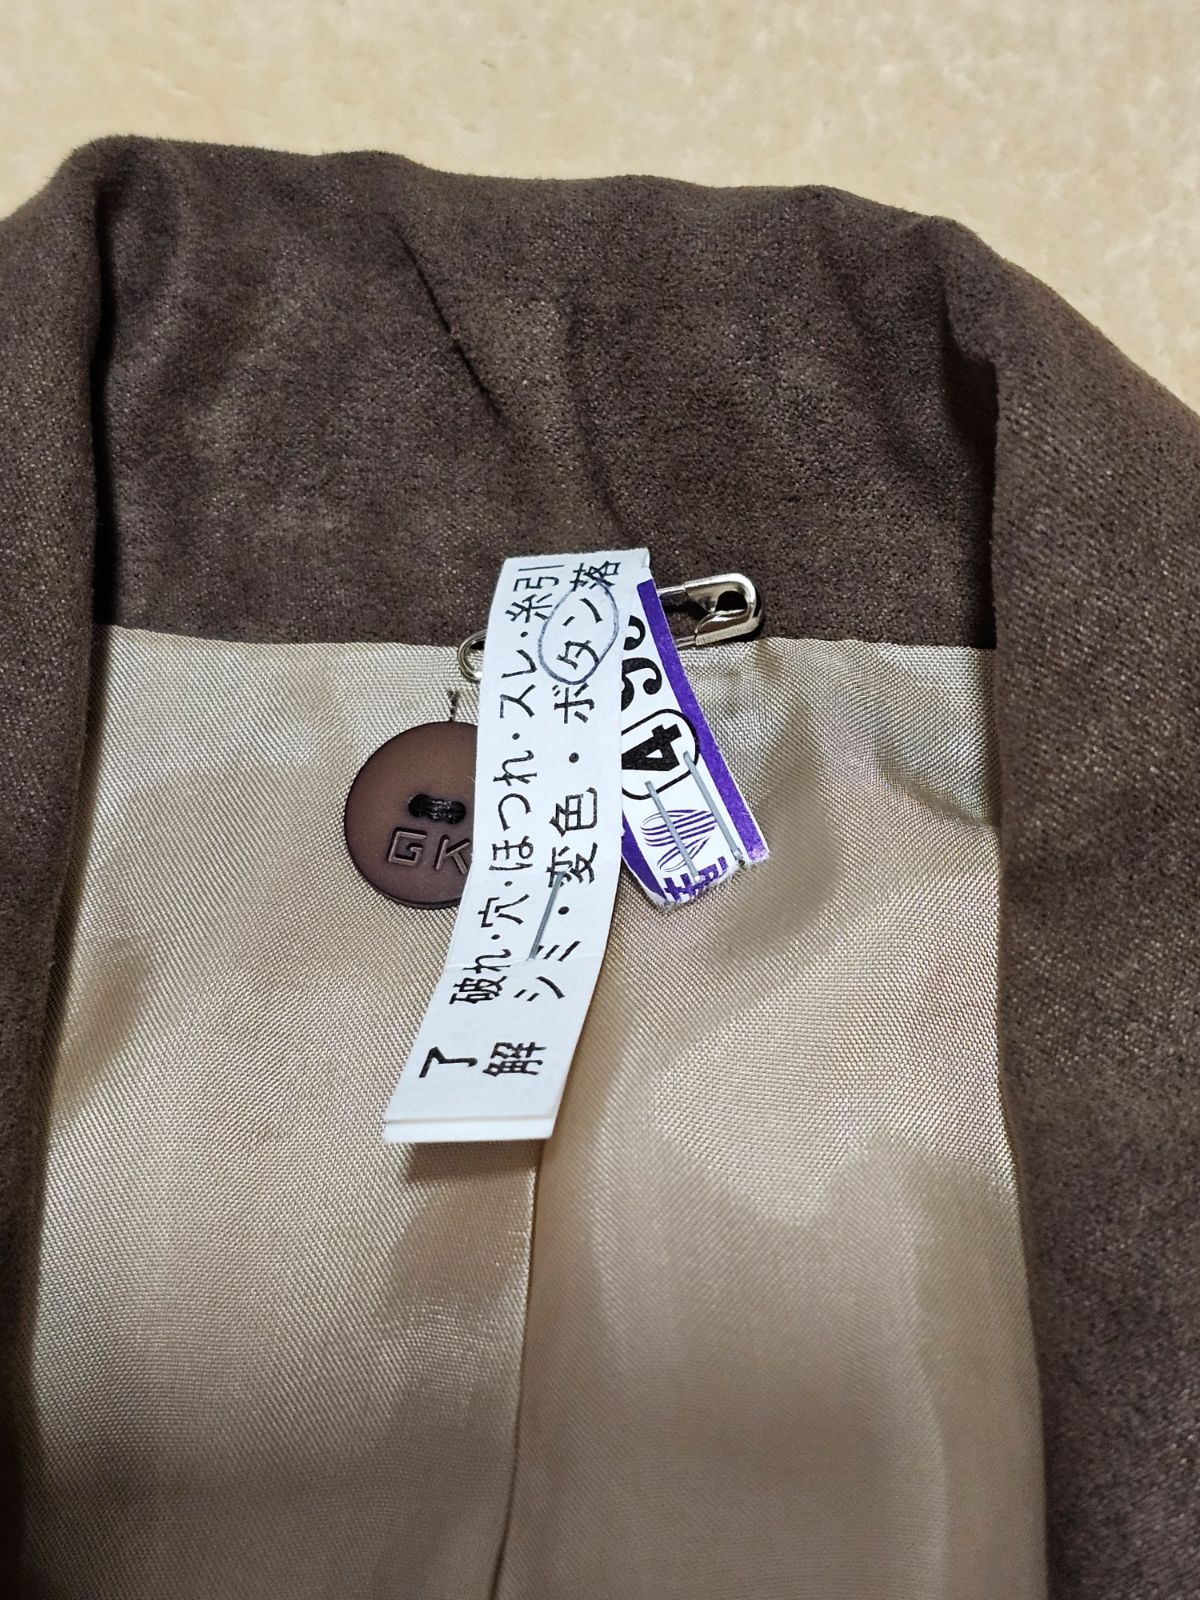 了解
破れ・穴・ほつれ・スレ・糸引
シミ・変色・ボタン落
4
GK